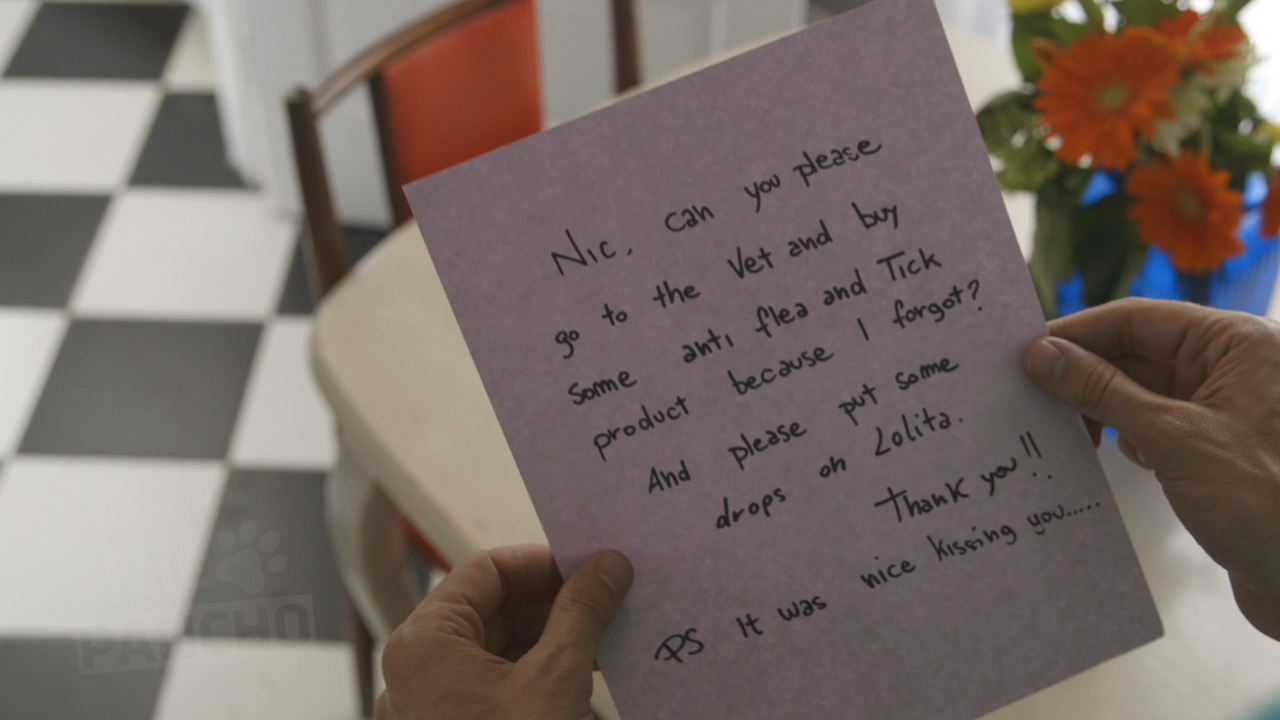 Nic, can you please
go to the Vet and buy
some anti flea and Tick
product because I forgot?
And please put some
drops on Lolita.
Thank you!!
PS It was nice kissing you.....
PANCHO